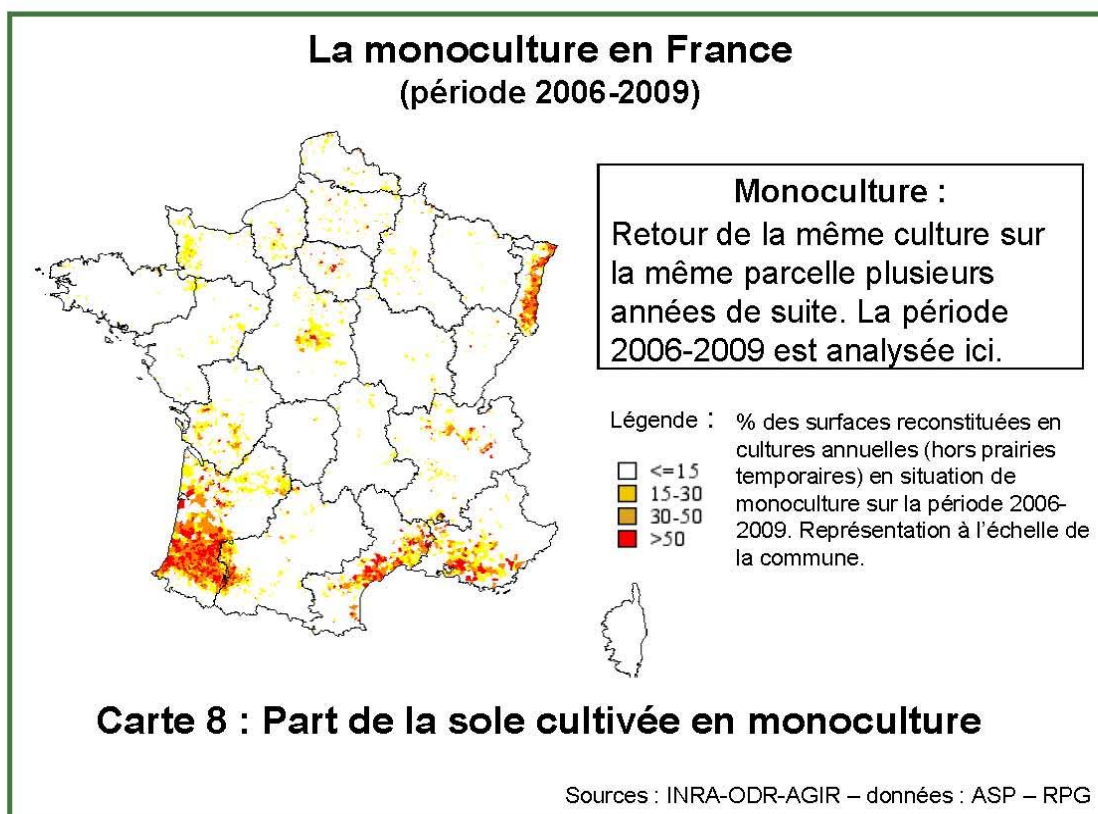 La monoculture en France
(période 2006-2009)
Monoculture :
Retour de la même culture sur
la même parcelle plusieurs
années de suite. La période
2006-2009 est analysée ici.
Légende :
% des surfaces reconstituées en
cultures annuelles (hors prairies
temporaires) en situation de
monoculture sur la période 2006-
2009. Représentation à l'échelle de
la commune.
<=15
15-30
30-50
>50
Carte 8 : Part de la sole cultivée en monoculture
Sources : INRA-ODR-AGIR – données : ASP – RPG